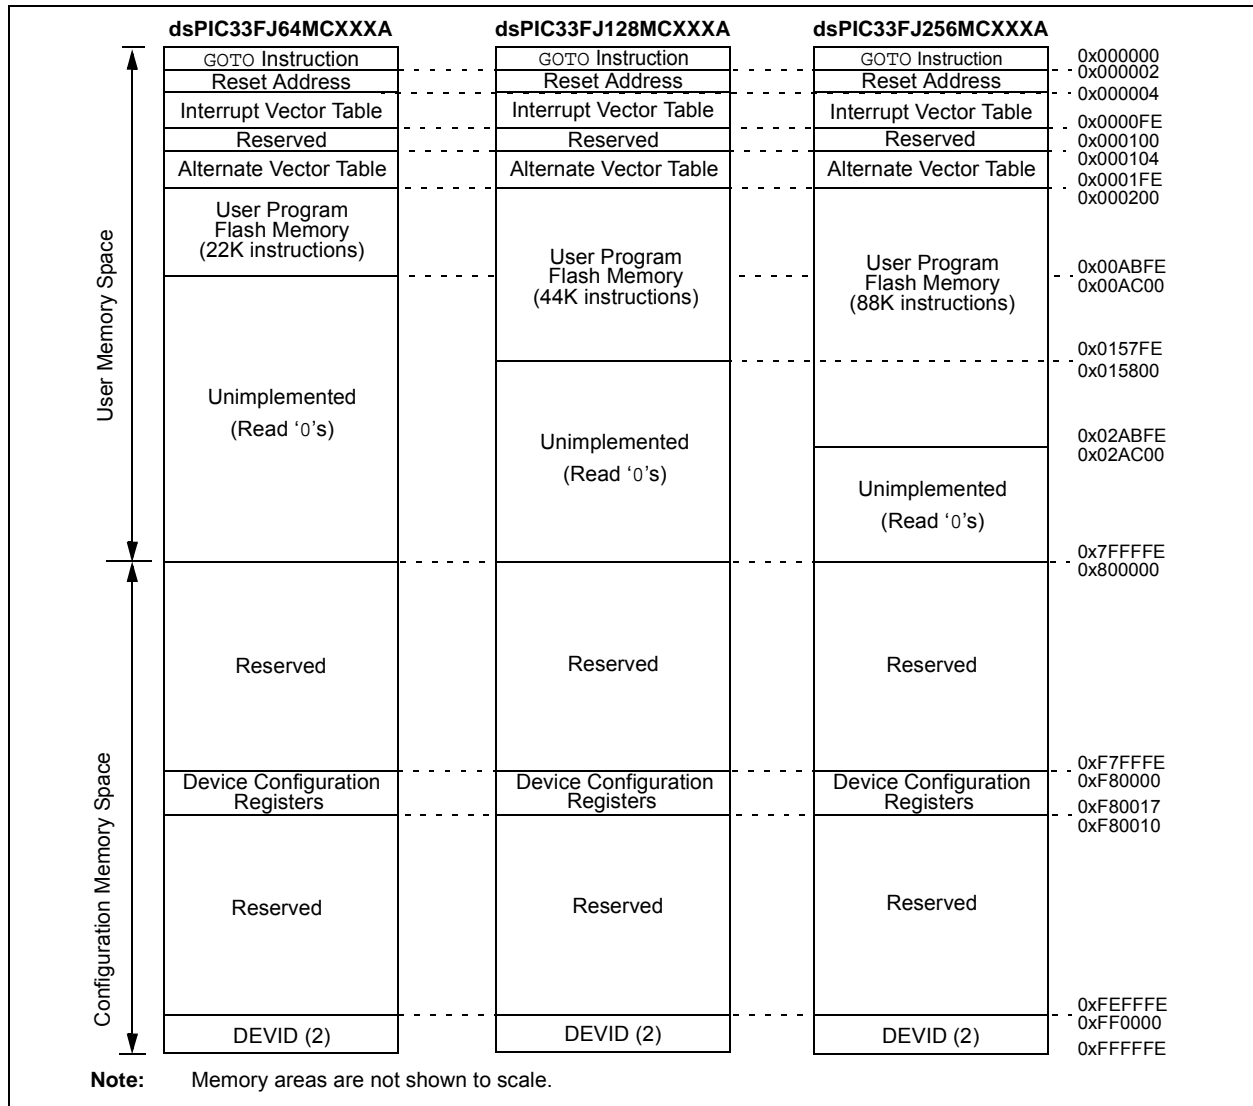 dsPIC33FJ64MCXXXA dsPIC33FJ128MCXXXA dsPIC33FJ256MCXXXA
GOTO Instruction GOTO Instruction GOTO Instruction 0x000000
0x000002
Reset Address Reset Address Reset Address
0x000004
Interrupt Vector Table Interrupt Vector Table Interrupt Vector Table
0x0000FE
Reserved Reserved Reserved 0x000100
0x000104
Alternate Vector Table Alternate Vector Table Alternate Vector Table
0x0001FE
0x000200
User Program
Flash Memory
(22K instructions)
User Program
Flash Memory
(44K instructions)
User Program
Flash Memory
(88K instructions)
0x00ABFE
0x00AC00
0x0157FE
0x015800
User Memory Space
Unimplemented
(Read ‘0’s)
Unimplemented
(Read ‘0’s)
0x02ABFE
0x02AC00
Unimplemented
(Read ‘0’s)
0x7FFFFE
0x800000
Reserved Reserved Reserved
Configuration Memory Space
0xF7FFFE
0xF80000
Device Configuration Device Configuration Device Configuration
Registers Registers Registers
0xF80017
0xF80010
Reserved Reserved Reserved
0xFEFFFE
0xFF0000
DEVID (2) DEVID (2) DEVID (2)
0xFFFFFE
Note: Memory areas are not shown to scale.